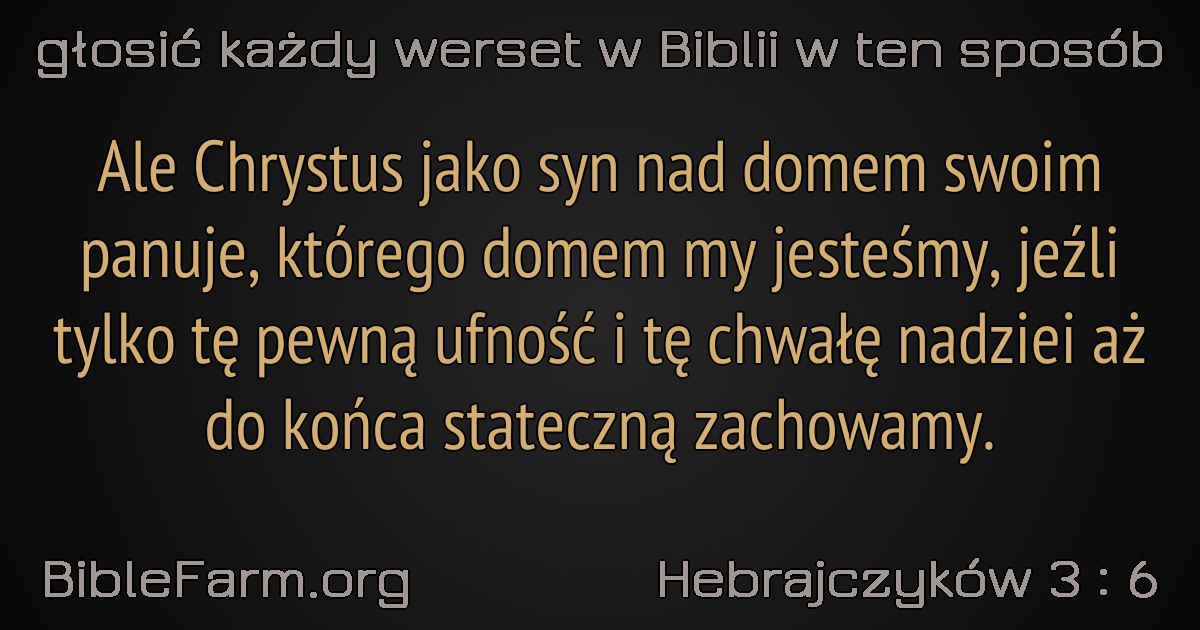 głosić każdy werset w Biblii w ten sposób
Ale Chrystus jako syn nad domem swoim
panuje, którego domem my jesteśmy, jeźli
tylko tę pewną ufność i tę chwałę nadziei aż
do końca stateczną zachowamy.
BibleFarm.org
Hebrajczyków 3 : 6